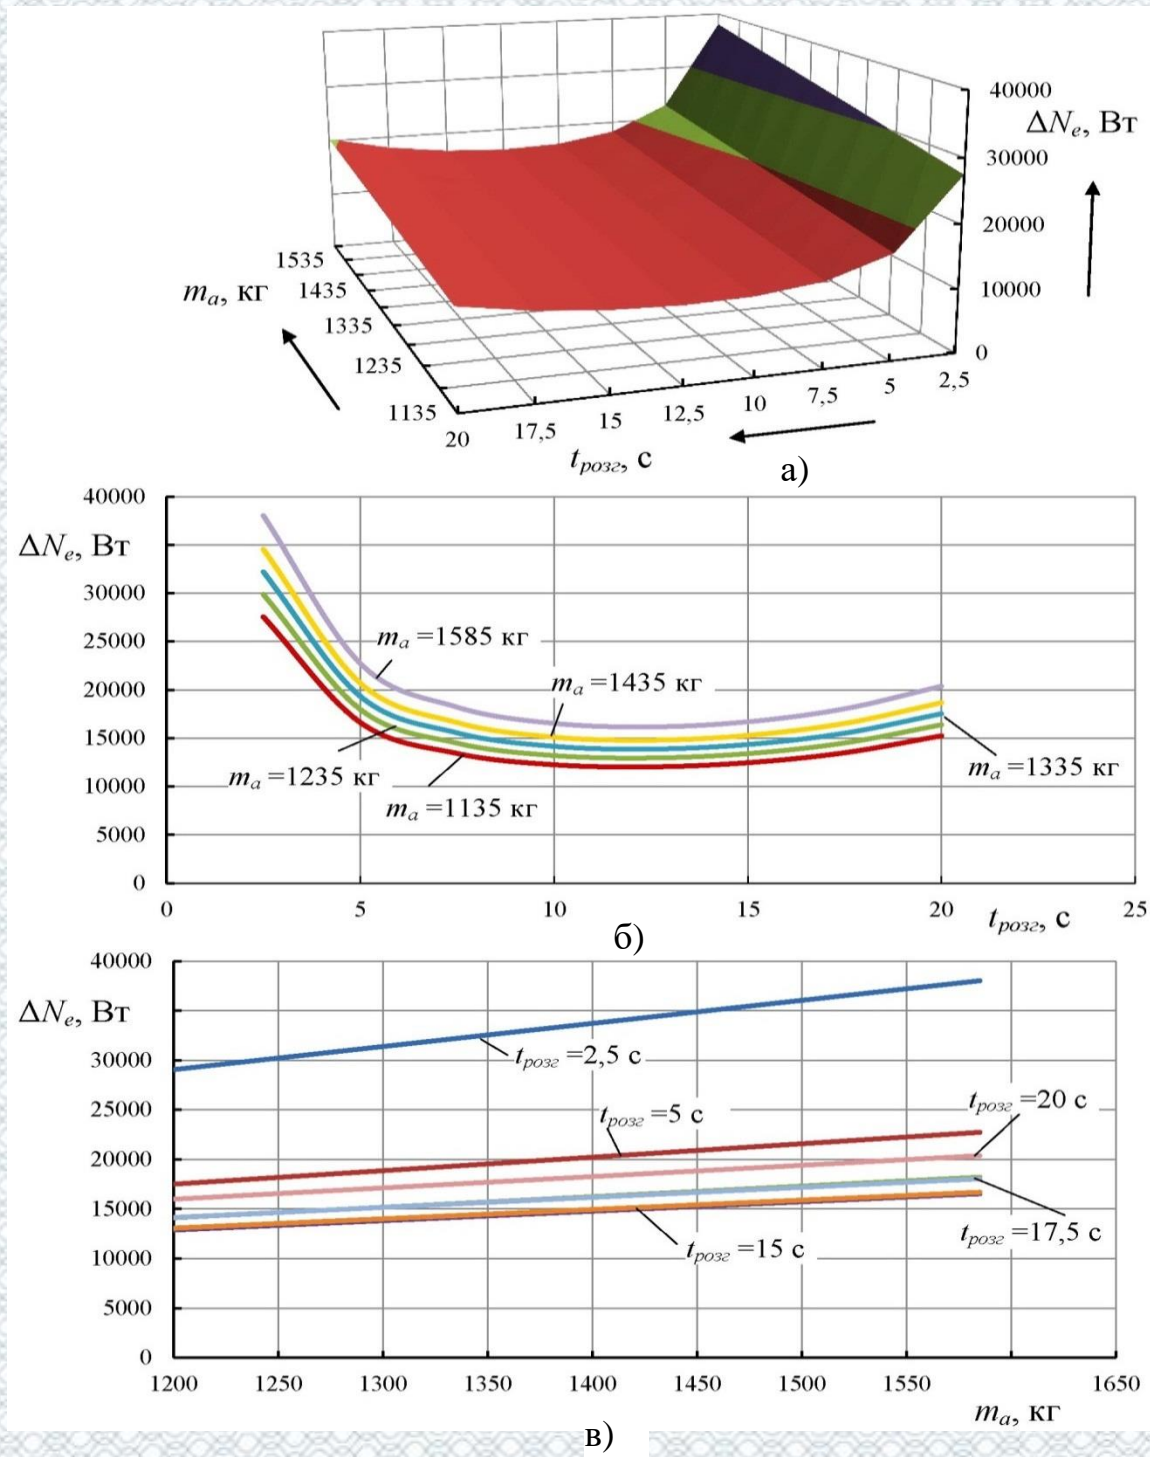 40000
ΔNₑ, Вт
30000
20000
10000
0
1535
mₐ, кг
1435
1335
1235
1135
20
17,5
15
12,5
10
7,5
5
2,5
tрозг, с
а)
40000
ΔNₑ, Вт
30000
25000
20000
15000
10000
5000
0
mₐ =1585 кг
mₐ =1435 кг
mₐ =1235 кг
mₐ =1335 кг
mₐ =1135 кг
0
5
10
15
20
25
tрозг, с
б)
40000
ΔNₑ, Вт
30000
25000
20000
15000
10000
5000
0
tрозг =2,5 с
tрозг =5 с
tрозг =20 с
tрозг =17,5 с
tрозг =15 с
1200
1250
1300
1350
1400
1450
1500
1550
1650
mₐ, кг
в)